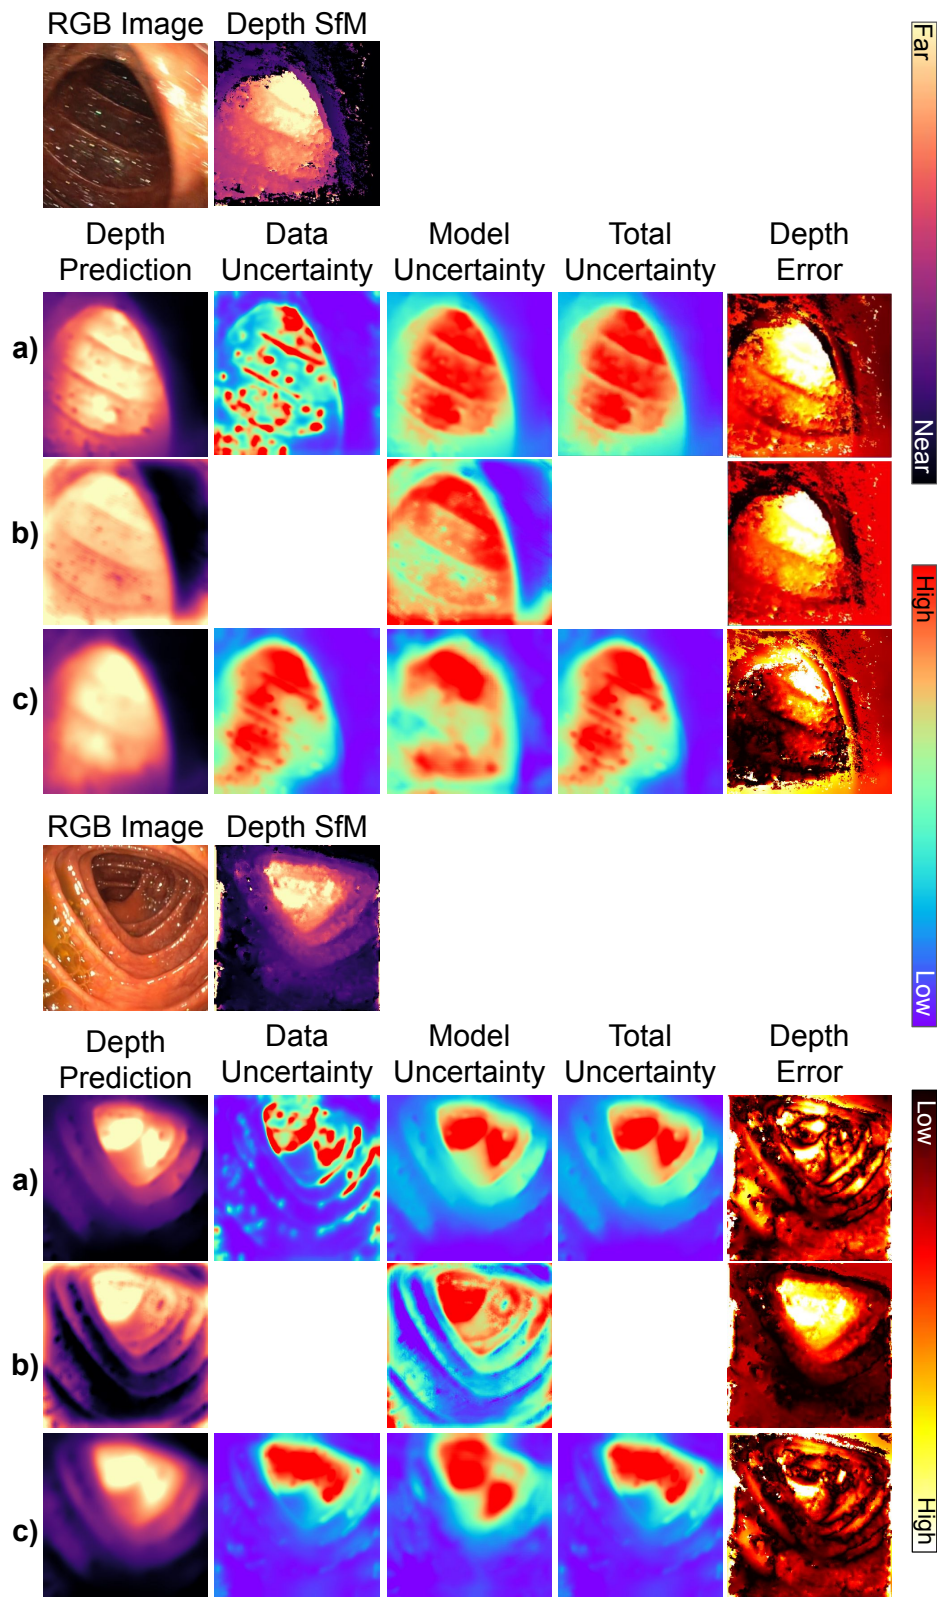 RGB Image Depth SfM
Far
Near
Depth Prediction
Data Uncertainty
Model Uncertainty
Total Uncertainty
Depth Error
a)
b)
High
Low
c)
RGB Image Depth SfM
Depth Prediction
Data Uncertainty
Model Uncertainty
Total Uncertainty
Depth Error
Low
High
a)
b)
c)